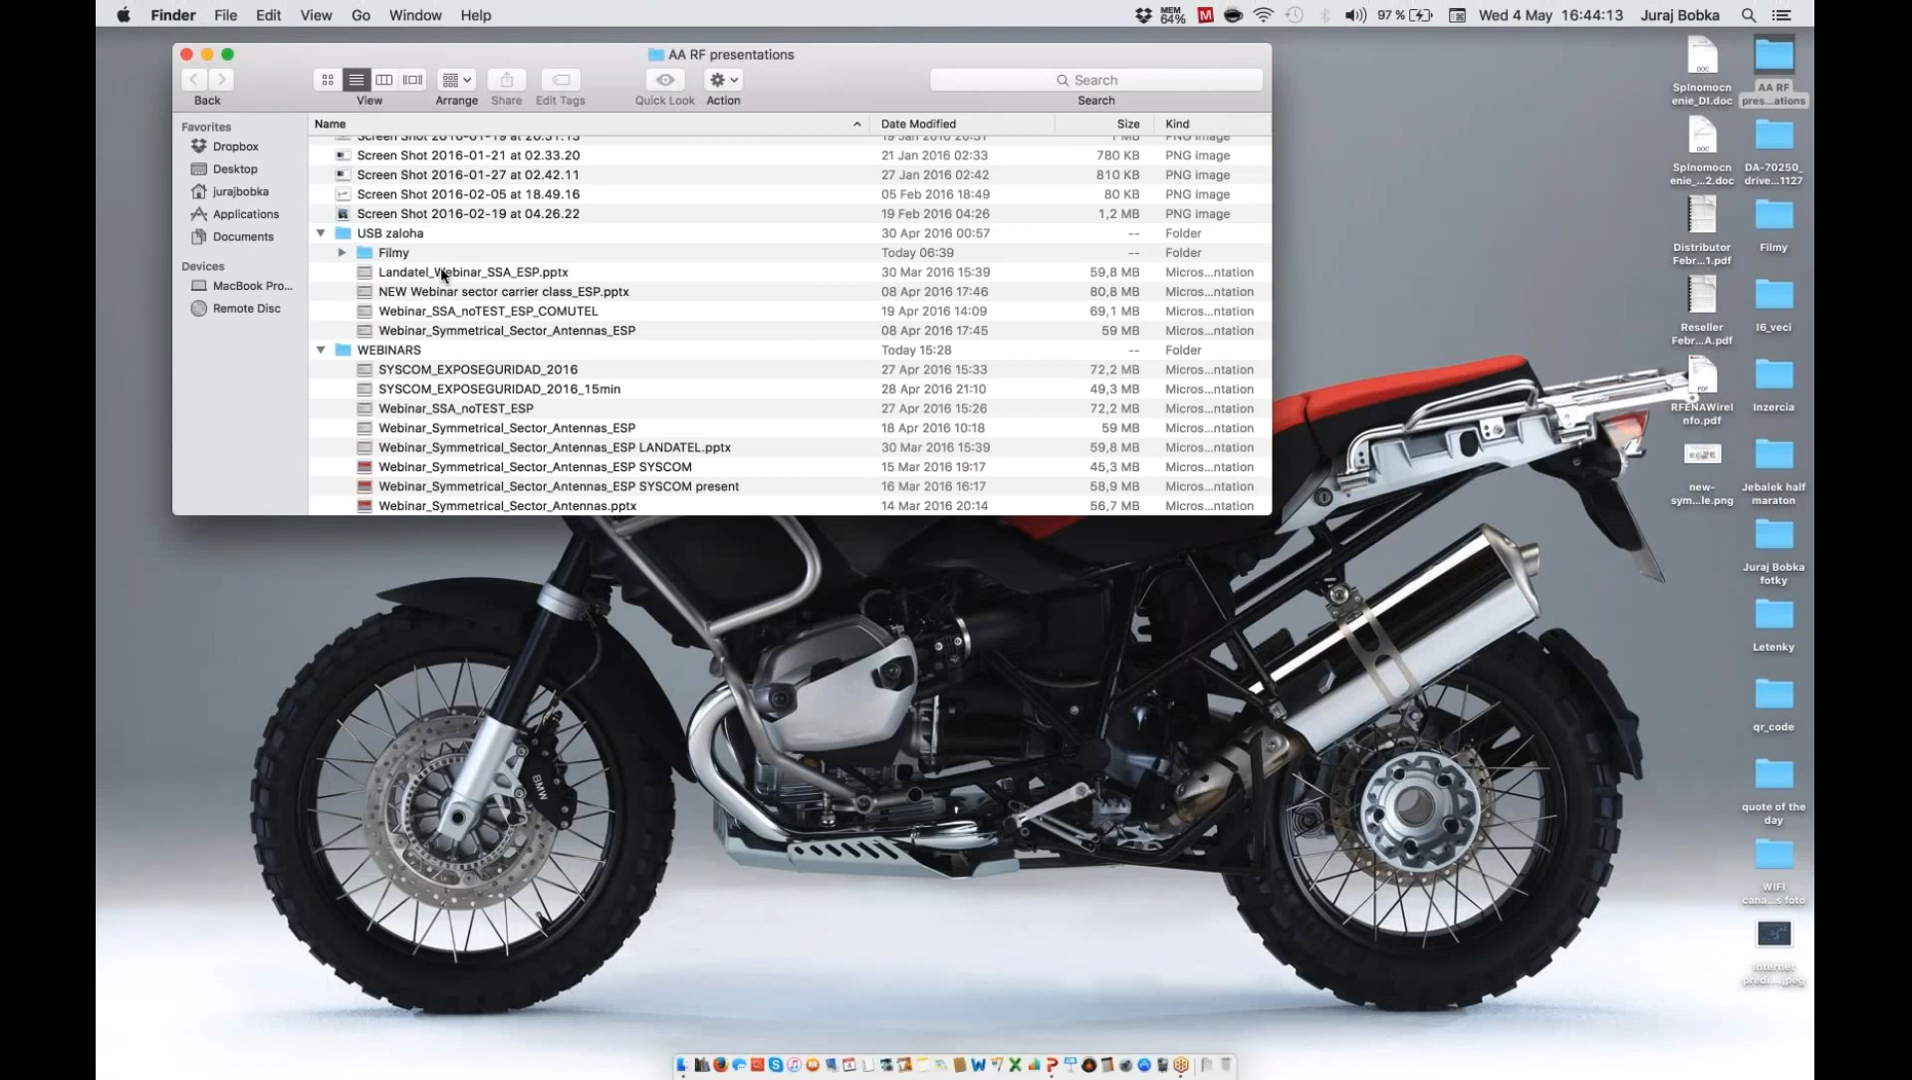 Finder File Edit View Go Window Help MEM 64% 97 % Wed 4 May 16:44:13 Juraj Bobka
AA RF presentations
Back View Arrange Share Edit Tags Quick Look Action Search
Search
Favorites
Dropbox
Desktop
jurajbobka
Applications
Documents
Devices
MacBook Pro...
Remote Disc
Name Date Modified Size Kind
Screen Shot 2016-01-21 at 02.33.20 21 Jan 2016 02:33 780 KB PNG image
Screen Shot 2016-01-27 at 02.42.11 27 Jan 2016 02:42 810 KB PNG image
Screen Shot 2016-02-05 at 18.49.16 05 Feb 2016 18:49 80 KB PNG image
Screen Shot 2016-02-19 at 04.26.22 19 Feb 2016 04:26 1,2 MB PNG image
USB zaloha 30 Apr 2016 00:57 -- Folder
Filmy Today 06:39 -- Folder
Landatel_Webinar_SSA_ESP.pptx 30 Mar 2016 15:39 59,8 MB Micros...ntation
NEW Webinar sector carrier class_ESP.pptx 08 Apr 2016 17:46 80,8 MB Micros...ntation
Webinar_SSA_noTEST_ESP_COMUTEL 19 Apr 2016 14:09 69,1 MB Micros...ntation
Webinar_Symmetrical_Sector_Antennas_ESP 08 Apr 2016 17:45 59 MB Micros...ntation
WEBINARS Today 15:28 -- Folder
SYSCOM_EXPOSEGURIDAD_2016 27 Apr 2016 15:33 72,2 MB Micros...ntation
SYSCOM_EXPOSEGURIDAD_2016_15min 28 Apr 2016 21:10 49,3 MB Micros...ntation
Webinar_SSA_noTEST_ESP 27 Apr 2016 15:26 72,2 MB Micros...ntation
Webinar_Symmetrical_Sector_Antennas_ESP 18 Apr 2016 10:18 59 MB Micros...ntation
Webinar_Symmetrical_Sector_Antennas_ESP LANDATEL.pptx 30 Mar 2016 15:39 59,8 MB Micros...ntation
Webinar_Symmetrical_Sector_Antennas_ESP SYSCOM 15 Mar 2016 19:17 45,3 MB Micros...ntation
Webinar_Symmetrical_Sector_Antennas_ESP SYSCOM present 16 Mar 2016 16:17 58,9 MB Micros...ntation
Webinar_Symmetrical_Sector_Antennas.pptx 14 Mar 2016 20:14 56,7 MB Micros...ntation
Splnomocn
enie_DI.doc
AA RF
pres...ations
Splnomocn
enie_...2.doc
DA-70250_
drive...1127
Distributor
Febr...1.pdf
Filmy
Reseller
Febr...A.pdf
I6_veci
RFENAWireI
nfo.pdf
Inzercia
new-
sym...le.png
Jebalek half
maraton
Juraj Bobka
fotky
Letenky
qr_code
quote of the
day
WIFI
cana...s foto
Internet
predi...jpeg
BMW